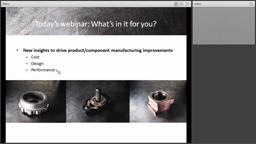 Today's webinar: What's in it for you?
• New insights to drive product/component manufacturing improvements
– Cost
– Design
– Performance